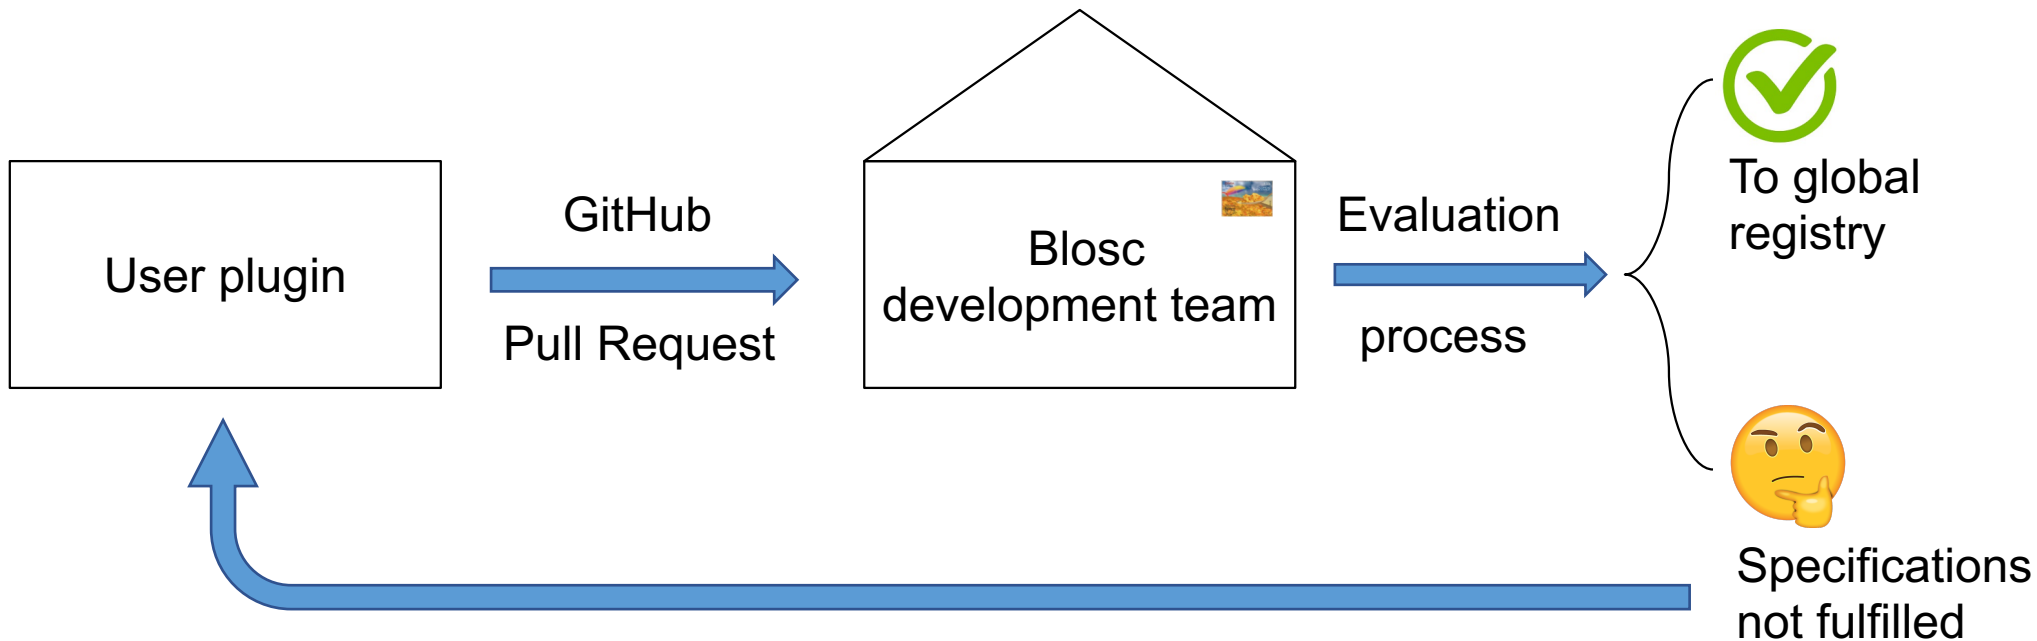 User plugin
GitHub
Pull Request
Blosc
development team
Evaluation
process
To global
registry
Specifications
not fulfilled